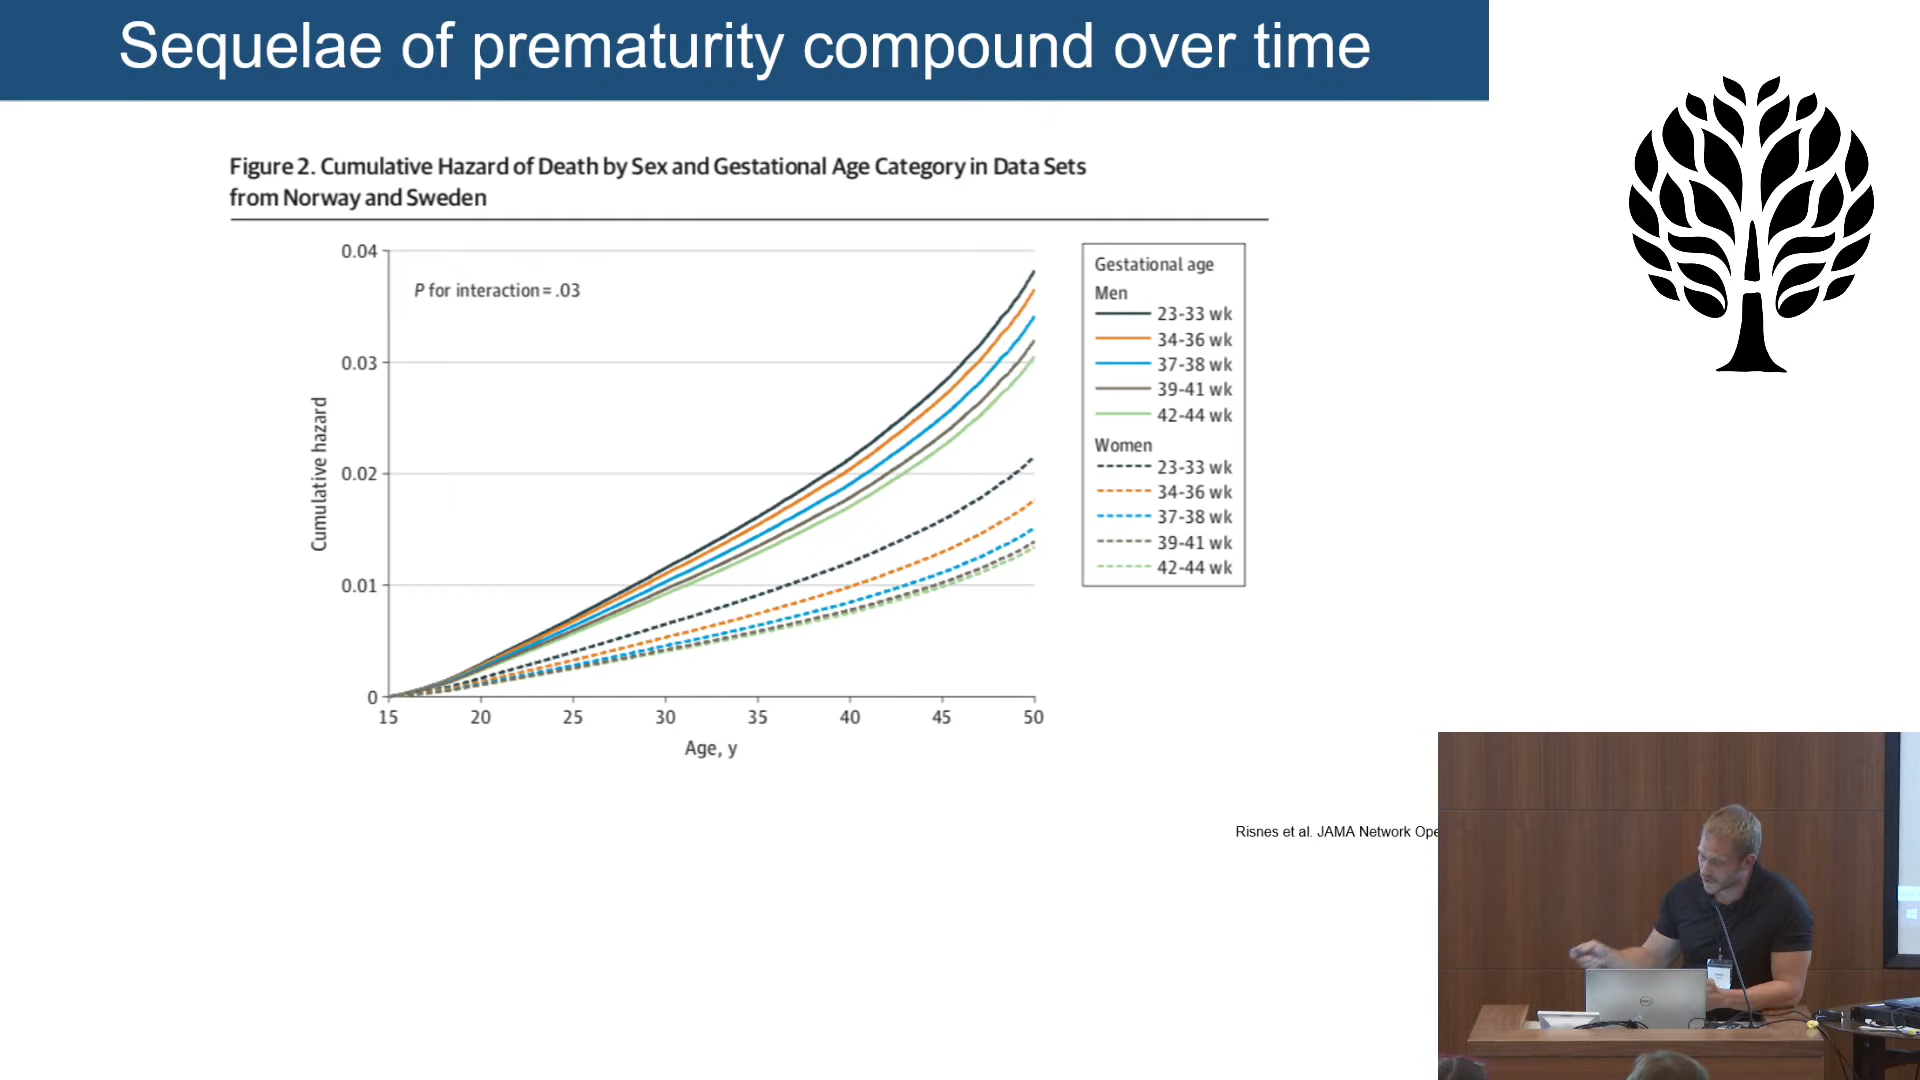 Sequelae of prematurity compound over time
Figure 2. Cumulative Hazard of Death by Sex and Gestational Age Category in Data Sets
from Norway and Sweden
0.04
0.03
0.02
0.01
0
Cumulative hazard
P for interaction = .03
15 20 25 30 35 40 45 50
Age, y
Gestational age
Men
23-33 wk
34-36 wk
37-38 wk
39-41 wk
42-44 wk
Women
23-33 wk
34-36 wk
37-38 wk
39-41 wk
42-44 wk
Risnes et al. JAMA Network Ope